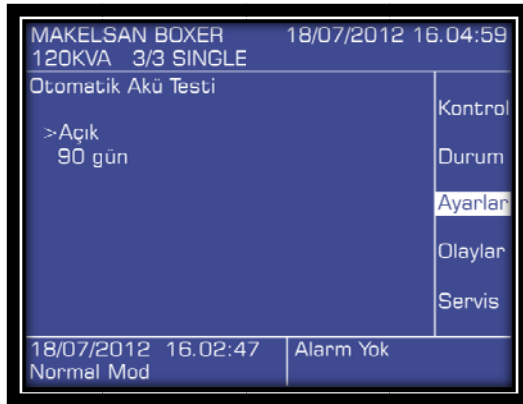 MAKELSAN BOXER 18/07/2012 16.04:59
120KVA 3/3 SINGLE
Otomatik Akü Testi
>Açık
90 gün
Kontrol
Durum
Ayarlar
Olaylar
Servis
18/07/2012 16.02:47
Normal Mod
Alarm Yok